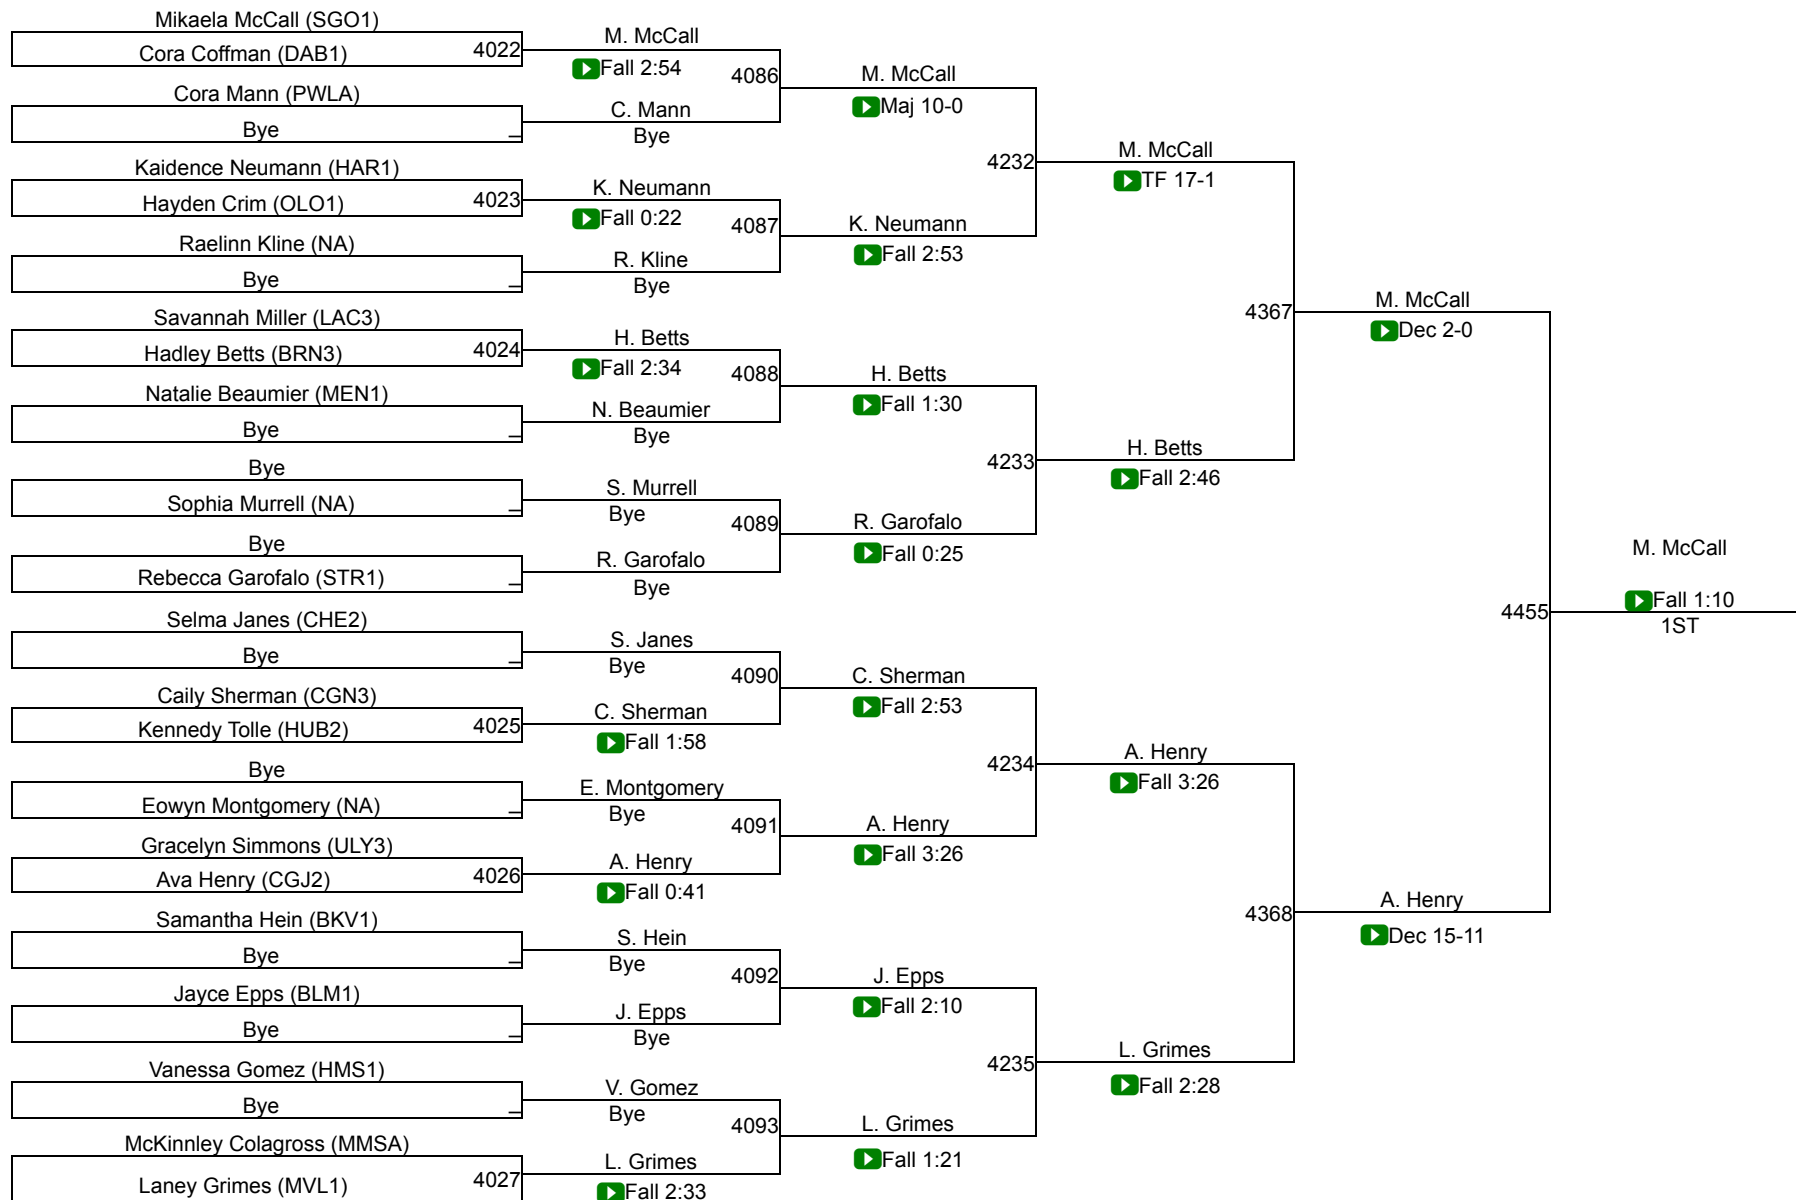 Mikaela McCall (SGO1)
Cora Coffman (DAB1)
4022
Cora Mann (PWLA)
Bye
Kaidence Neumann (HAR1)
Hayden Crim (OLO1)
4023
Raelinn Kline (NA)
Bye
Savannah Miller (LAC3)
Hadley Betts (BRN3)
4024
Natalie Beaumier (MEN1)
Bye
Bye
Sophia Murrell (NA)
Bye
Rebecca Garofalo (STR1)
Selma Janes (CHE2)
Bye
Caily Sherman (CGN3)
Kennedy Tolle (HUB2)
4025
Bye
Eowyn Montgomery (NA)
Gracelyn Simmons (ULY3)
Ava Henry (CGJ2)
4026
Samantha Hein (BKV1)
Bye
Jayce Epps (BLM1)
Bye
Vanessa Gomez (HMS1)
Bye
McKinnley Colagross (MMSA)
Laney Grimes (MVL1)
4027
M. McCall
Fall 2:54
4086
C. Mann
Bye
K. Neumann
Fall 0:22
4087
R. Kline
Bye
H. Betts
Fall 2:34
4088
N. Beaumier
Bye
S. Murrell
Bye
4089
R. Garofalo
Bye
S. Janes
Bye
4090
C. Sherman
Fall 1:58
E. Montgomery
Bye
4091
A. Henry
Fall 0:41
S. Hein
Bye
4092
J. Epps
Bye
V. Gomez
Bye
4093
L. Grimes
Fall 2:33
M. McCall
Maj 10-0
4232
K. Neumann
Fall 2:53
H. Betts
Fall 1:30
4233
R. Garofalo
Fall 0:25
C. Sherman
Fall 2:53
4234
A. Henry
Fall 3:26
J. Epps
Fall 2:10
4235
L. Grimes
Fall 1:21
M. McCall
TF 17-1
4367
H. Betts
Fall 2:46
A. Henry
Fall 3:26
4368
L. Grimes
Fall 2:28
M. McCall
Dec 2-0
4455
A. Henry
Dec 15-11
M. McCall
Fall 1:10
1ST